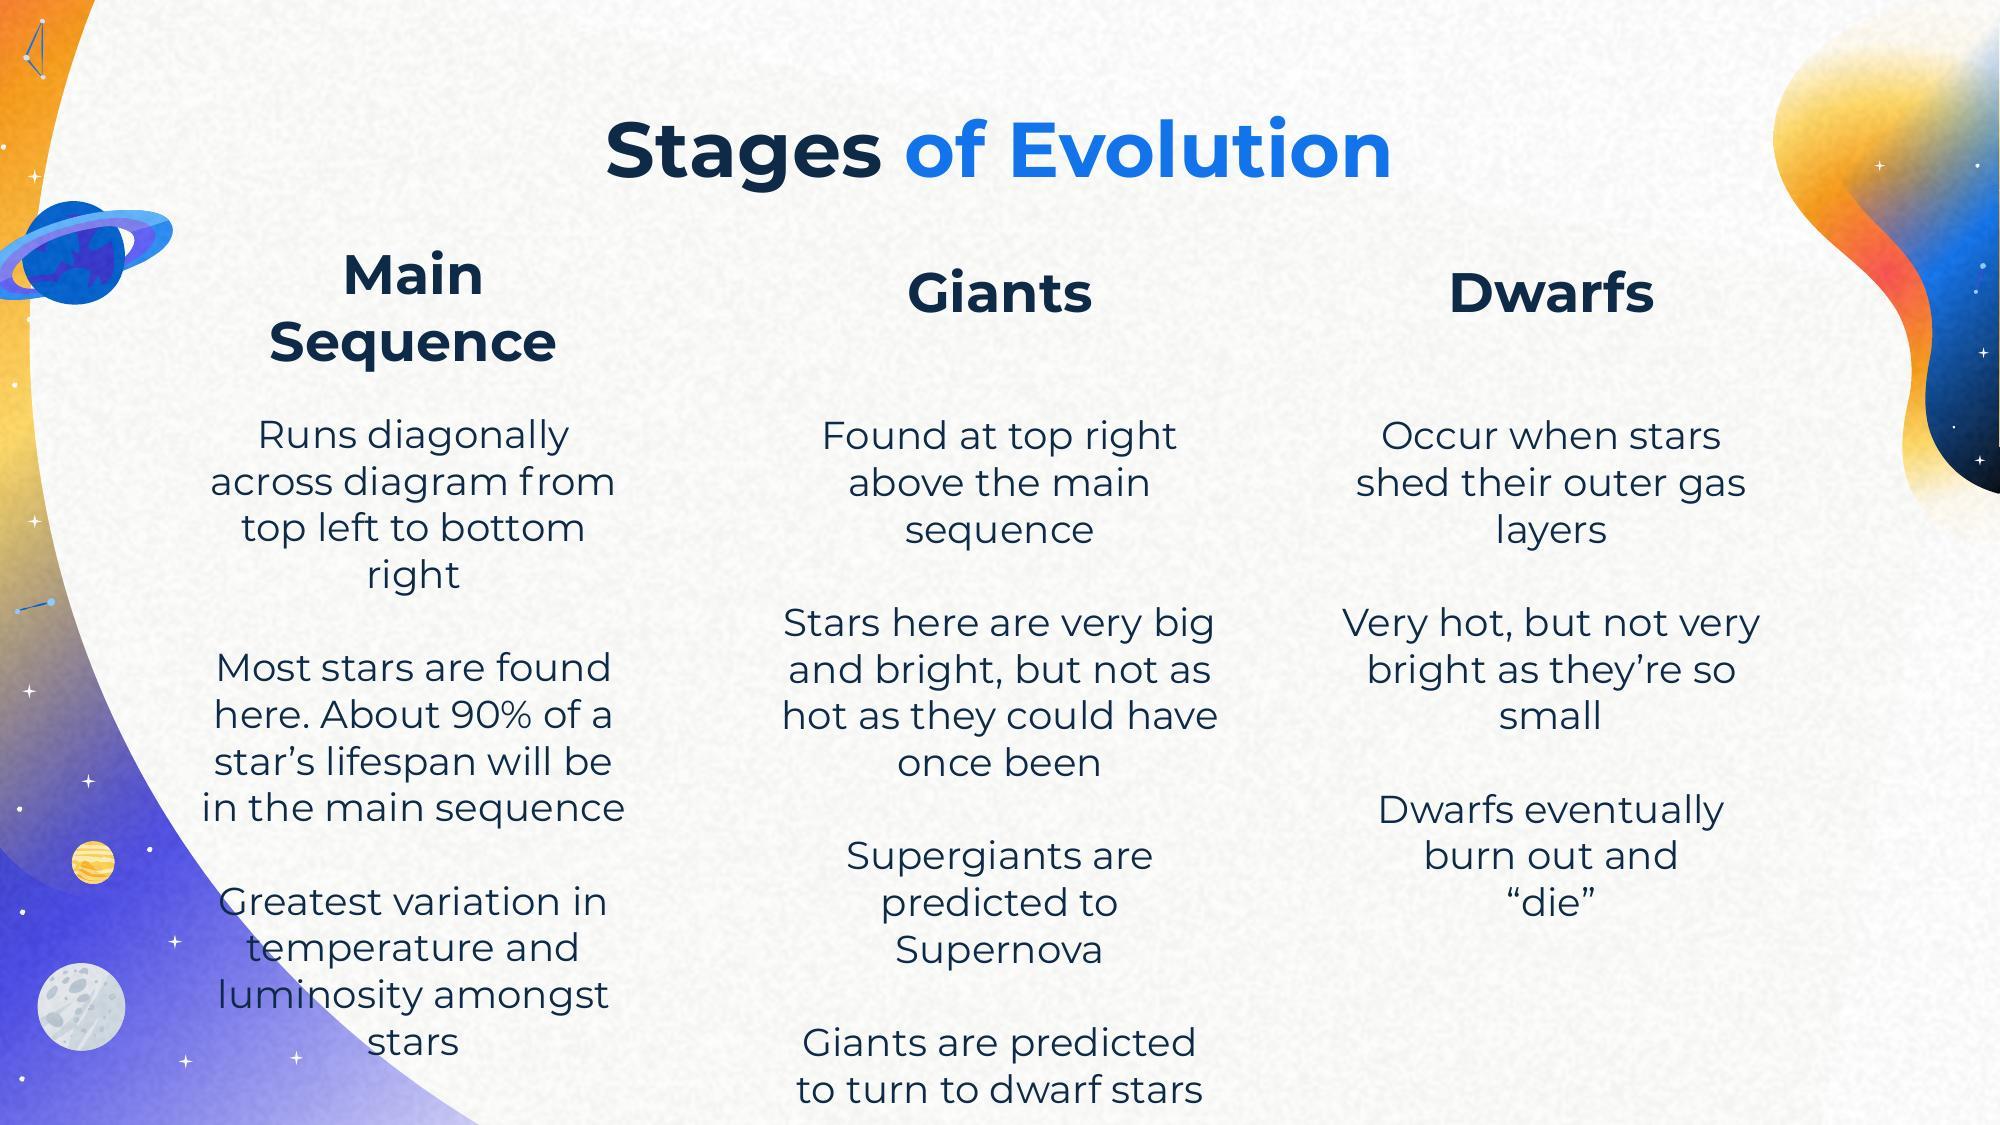 Stages of Evolution
Main
Sequence
Runs diagonally
across diagram from
top left to bottom
right
Most stars are found
here. About 90% of a
star’s lifespan will be
in the main sequence
Greatest variation in
temperature and
luminosity amongst
stars
Giants
Found at top right
above the main
sequence
Stars here are very big
and bright, but not as
hot as they could have
once been
Supergiants are
predicted to
Supernova
Giants are predicted
to turn to dwarf stars
Dwarfs
Occur when stars
shed their outer gas
layers
Very hot, but not very
bright as they’re so
small
Dwarfs eventually
burn out and
“die”